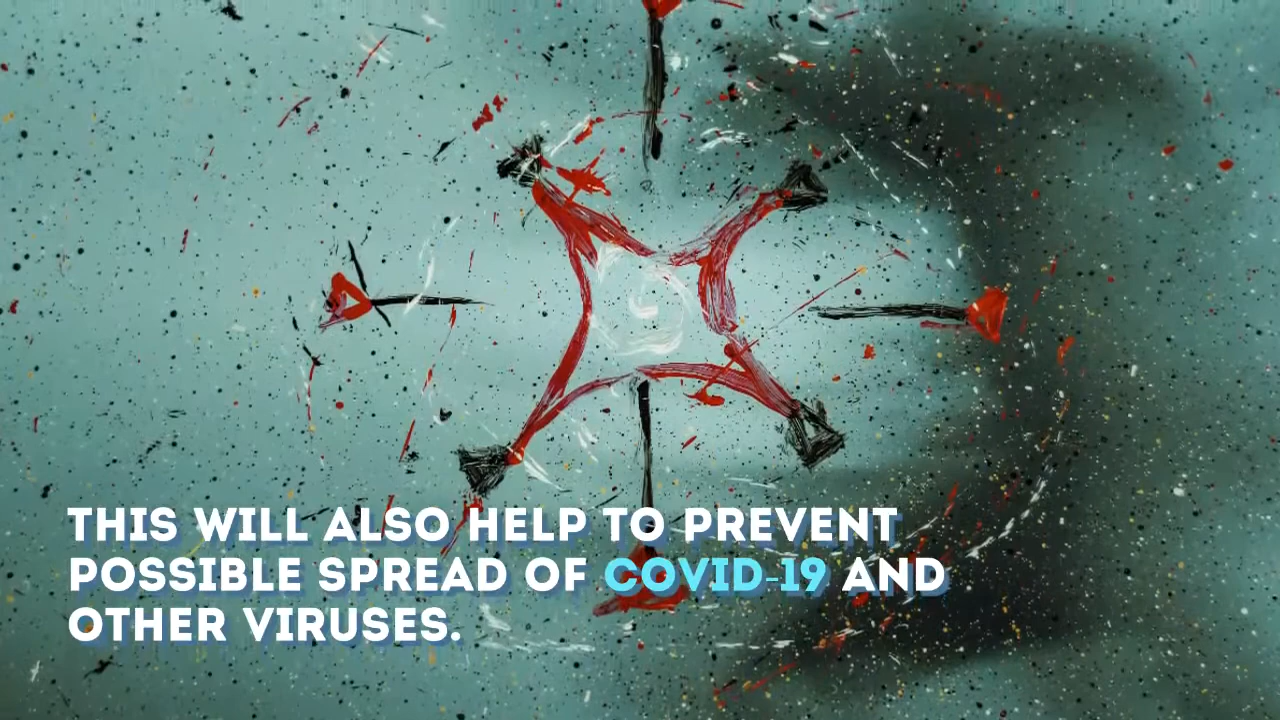 THIS WILL ALSO HELP TO PREVENT
POSSIBLE SPREAD OF COVID-19 AND
OTHER VIRUSES.